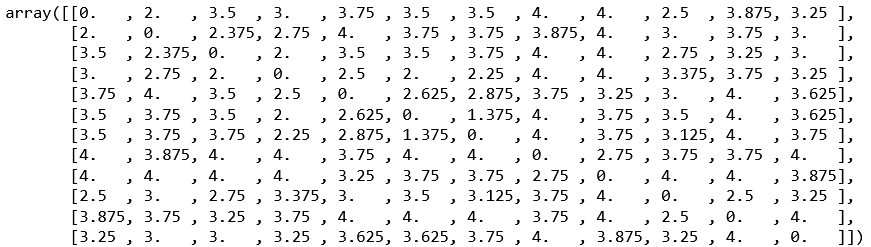 array([[0.   , 2.   , 3.5  , 3.   , 3.75 , 3.5  , 3.5  , 4.   , 4.   , 2.5  , 3.875, 3.25 ],
       [2.   , 0.   , 2.375, 2.75 , 4.   , 3.75 , 3.75 , 3.875, 4.   , 3.   , 3.75 , 3.   ],
       [3.5  , 2.375, 0.   , 2.   , 3.5  , 3.5  , 3.75 , 4.   , 4.   , 2.75 , 3.25 , 3.   ],
       [3.   , 2.75 , 2.   , 0.   , 2.5  , 2.   , 2.25 , 4.   , 4.   , 3.375, 3.75 , 3.25 ],
       [3.75 , 4.   , 3.5  , 2.5  , 0.   , 2.625, 2.875, 3.75 , 3.25 , 3.   , 4.   , 3.625],
       [3.5  , 3.75 , 3.5  , 2.   , 2.625, 0.   , 1.375, 4.   , 3.75 , 3.5  , 4.   , 3.625],
       [3.5  , 3.75 , 3.75 , 2.25 , 2.875, 1.375, 0.   , 4.   , 3.75 , 3.125, 4.   , 3.75 ],
       [4.   , 3.875, 4.   , 4.   , 3.75 , 4.   , 4.   , 0.   , 2.75 , 3.75 , 3.75 , 4.   ],
       [4.   , 4.   , 4.   , 4.   , 3.25 , 3.75 , 3.75 , 2.75 , 0.   , 4.   , 4.   , 3.875],
       [2.5  , 3.   , 2.75 , 3.375, 3.   , 3.5  , 3.125, 3.75 , 4.   , 0.   , 2.5  , 3.25 ],
       [3.875, 3.75 , 3.25 , 3.75 , 4.   , 4.   , 4.   , 3.75 , 4.   , 2.5  , 0.   , 4.   ],
       [3.25 , 3.   , 3.   , 3.25 , 3.625, 3.625, 3.75 , 4.   , 3.875, 3.25 , 4.   , 0.   ]])